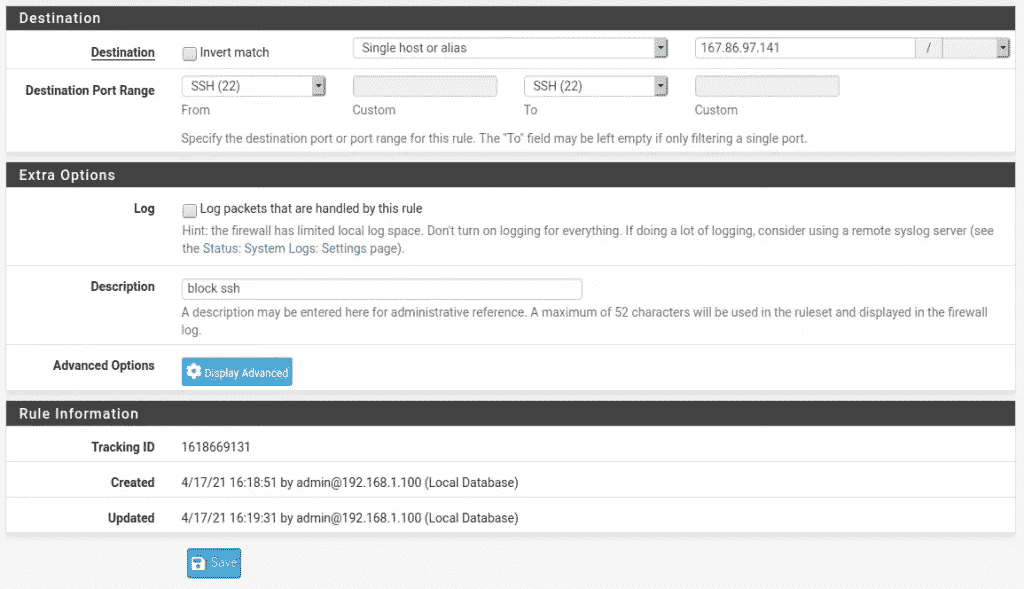 Destination
Destination Invert match Single host or alias 167.86.97.141 /
Destination Port Range SSH (22) SSH (22)
From Custom To Custom
Specify the destination port or port range for this rule. The "To" field may be left empty if only filtering a single port.
Extra Options
Log Log packets that are handled by this rule
Hint: the firewall has limited local log space. Don't turn on logging for everything. If doing a lot of logging, consider using a remote syslog server (see
the Status: System Logs: Settings page).
Description block ssh
A description may be entered here for administrative reference. A maximum of 52 characters will be used in the ruleset and displayed in the firewall
log.
Advanced Options Display Advanced
Rule Information
Tracking ID 1618669131
Created 4/17/21 16:18:51 by admin@192.168.1.100 (Local Database)
Updated 4/17/21 16:19:31 by admin@192.168.1.100 (Local Database)
Save